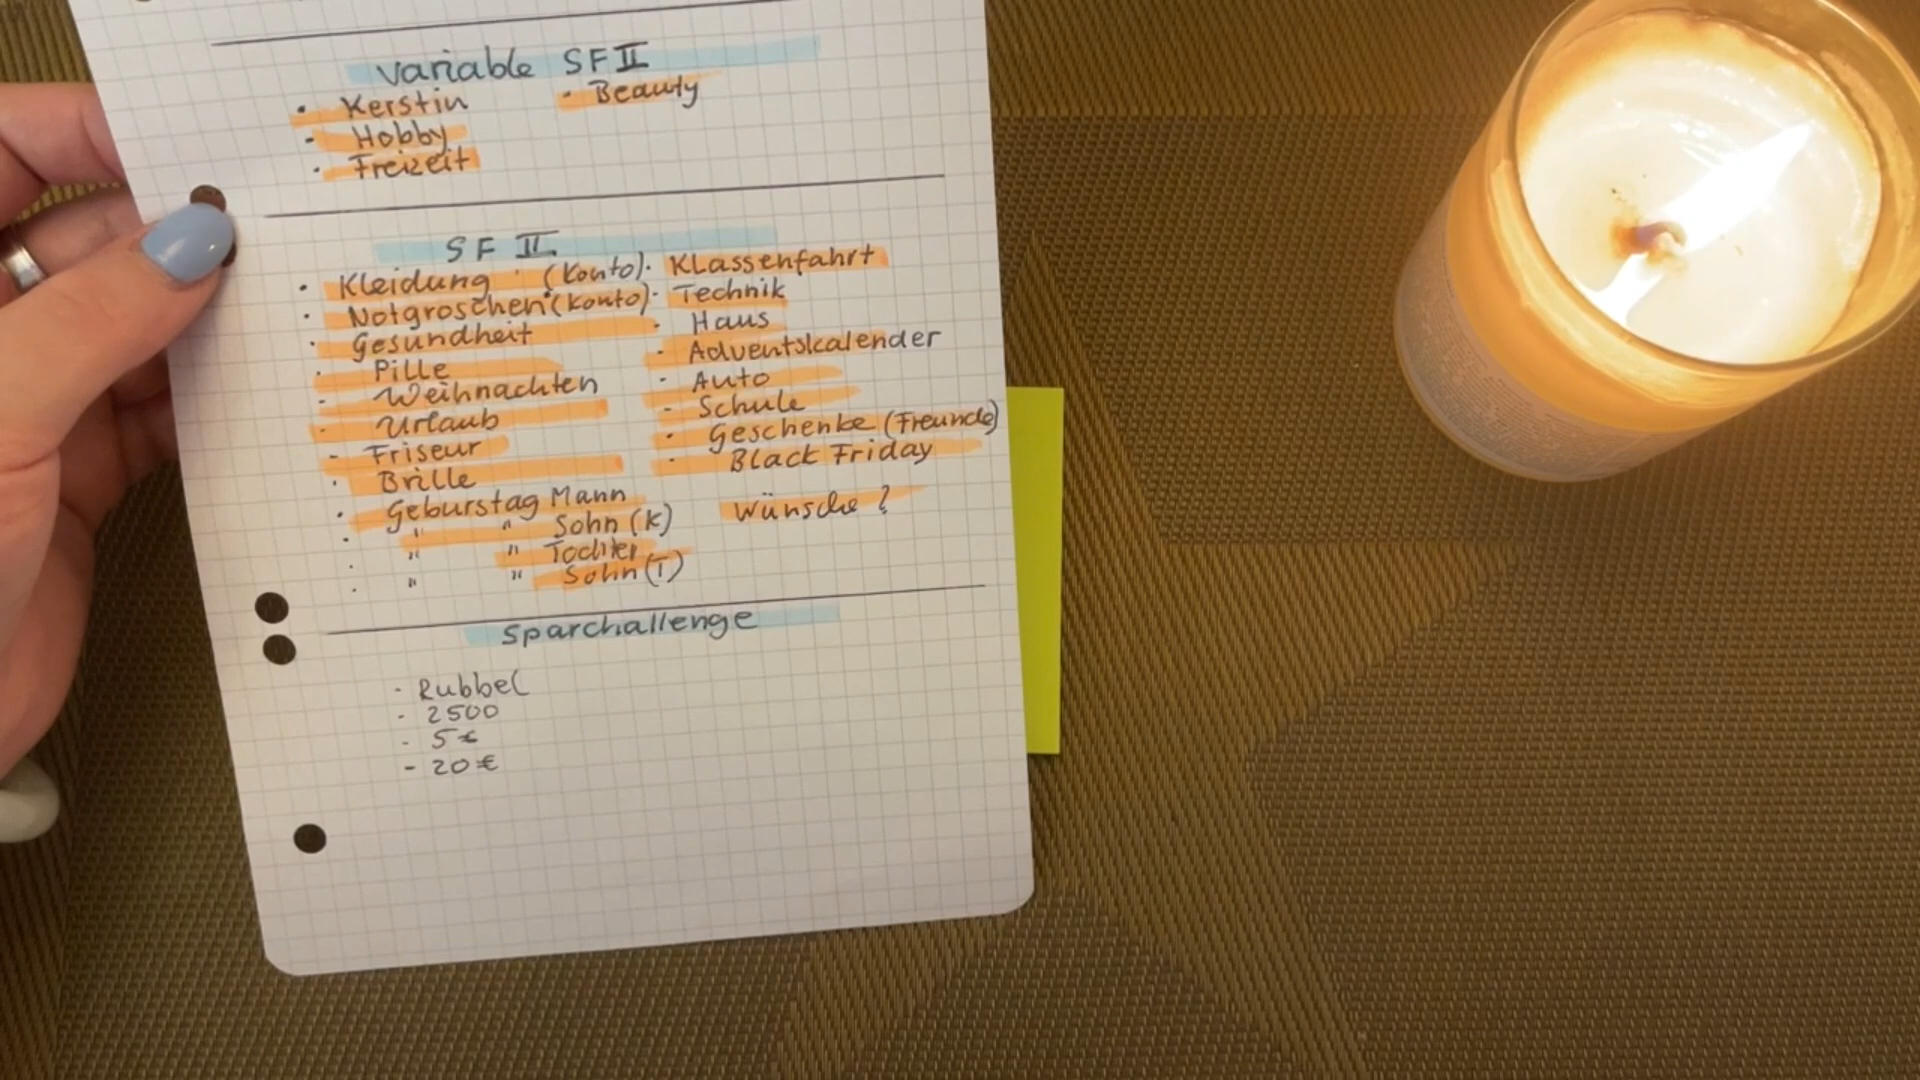 variable SF II
· Kerstin
· Hobby
· Freizeit
· Beauty
SF II
· Kleidung (Konto)
· Notgroschen (Konto)
· Gesundheit
· Pille
- Weihnachten
· Urlaub
- Friseur
· Brille
· Geburstag Mann
· " " Sohn (K)
· " " Tochter
· " " Sohn (T)
· Klassenfahrt
· Technik
· Haus
· Adventskalender
· Auto
- Schule
· Geschenke (Freunde)
· Black Friday
Wünsche ?
Sparchallenge
- Rubbel
- 2500
- 5€
- 20€